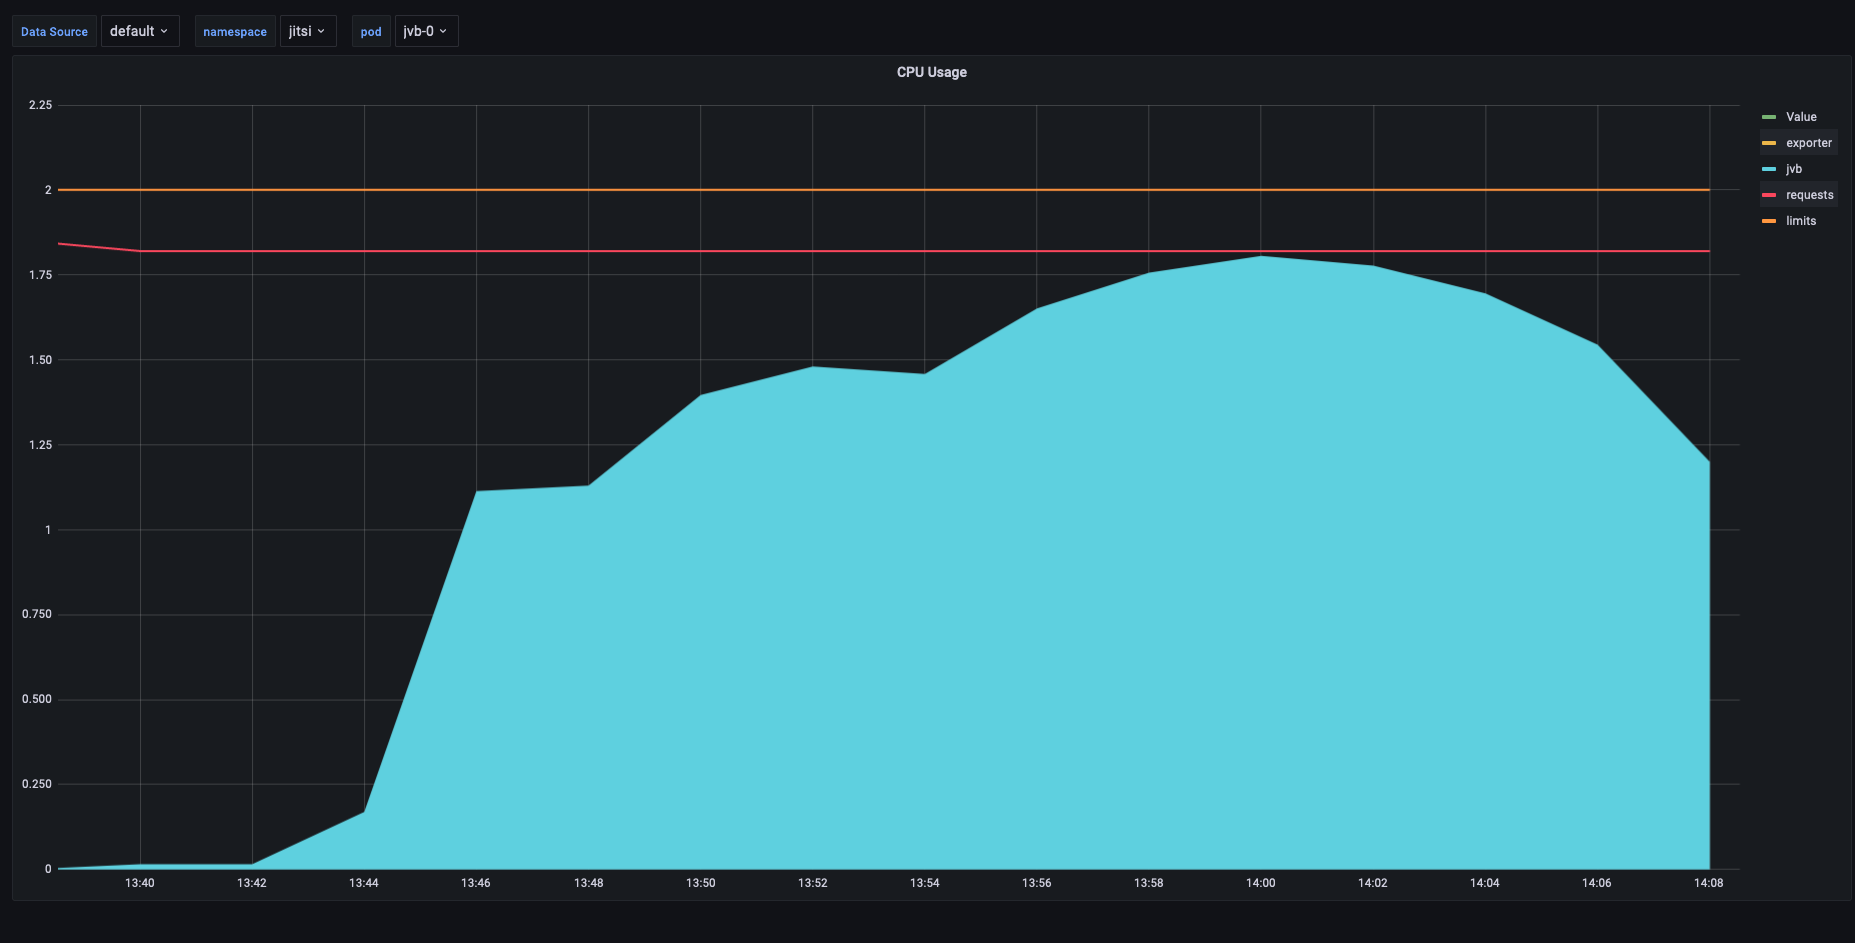 Data Source default namespace jitsi pod jvb-0
CPU Usage
2.25
2
1.75
1.50
1.25
1
0.750
0.500
0.250
0
13:40 13:42 13:44 13:46 13:48 13:50 13:52 13:54 13:56 13:58 14:00 14:02 14:04 14:06 14:08
Value
exporter
jvb
requests
limits